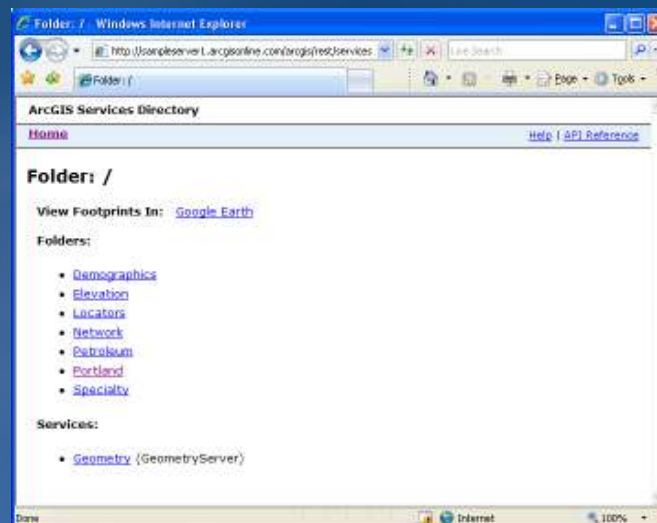 Folder: / - Windows Internet Explorer
http://sampleserver1.arcgisonline.com/arcgis/rest/services
Live Search
Folder: /
Page
Tools
ArcGIS Services Directory
Home
Help | API Reference
Folder: /
View Footprints In: Google Earth
Folders:
• Demographics
• Elevation
• Locators
• Network
• Petroleum
• Portland
• Specialty
Services:
• Geometry (GeometryServer)
Done
Internet
100%